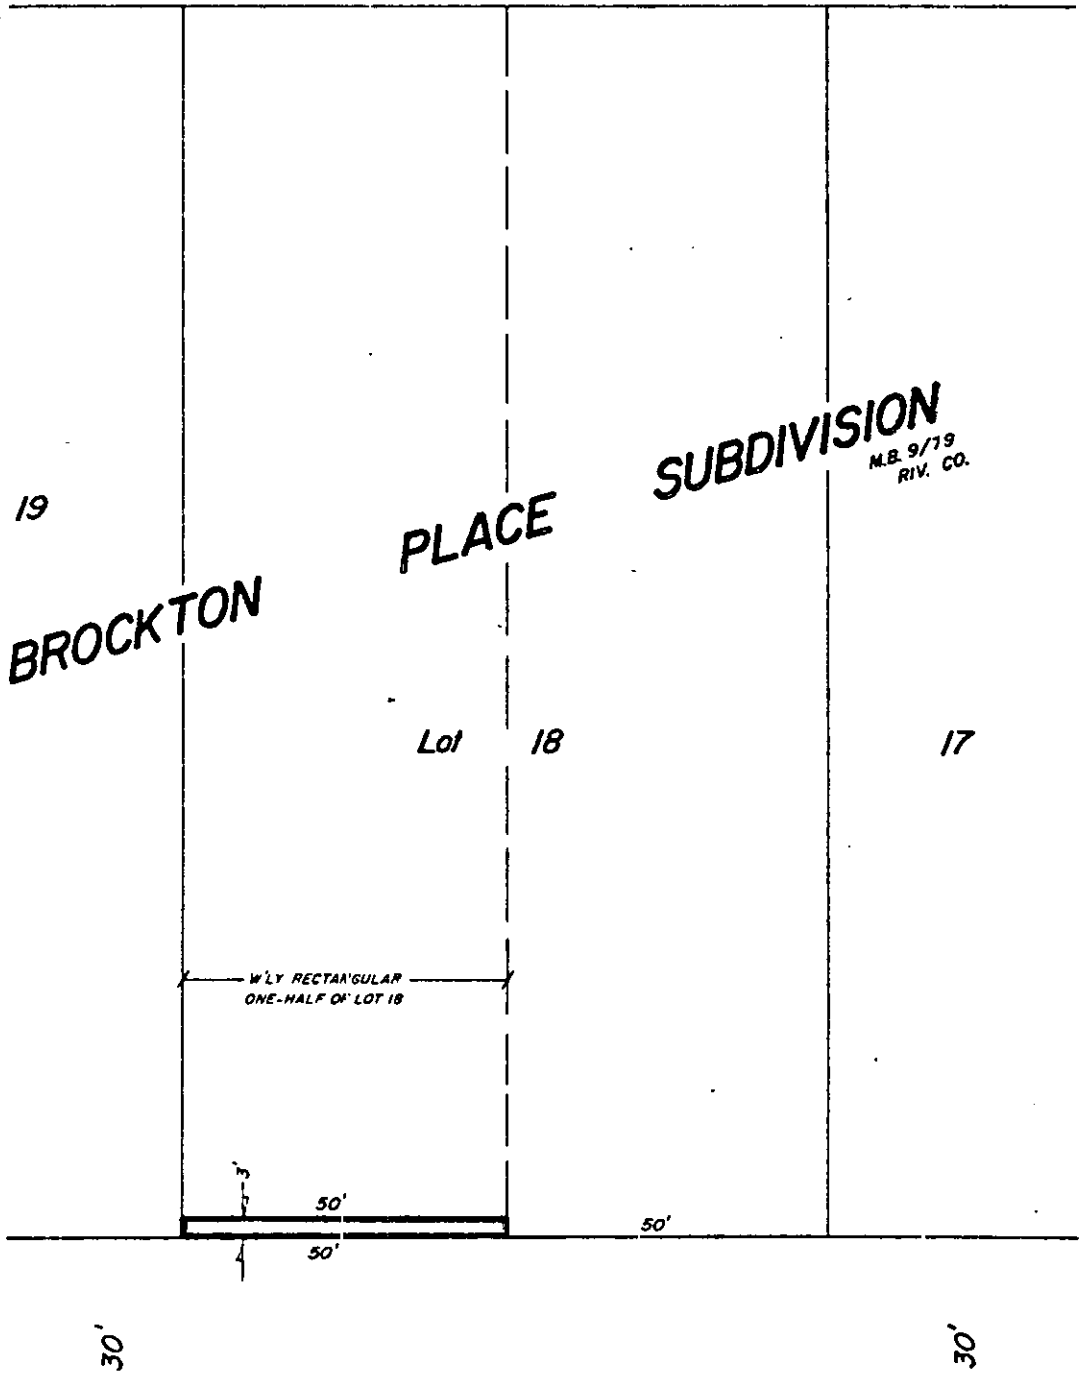 BROCKTON PLACE SUBDIVISION
M.B. 9/79
RIV. CO.
19
Lot 18
17
W'LY RECTANGULAR
ONE-HALF OF LOT 18
3'
50'
50'
50'
30'
30'